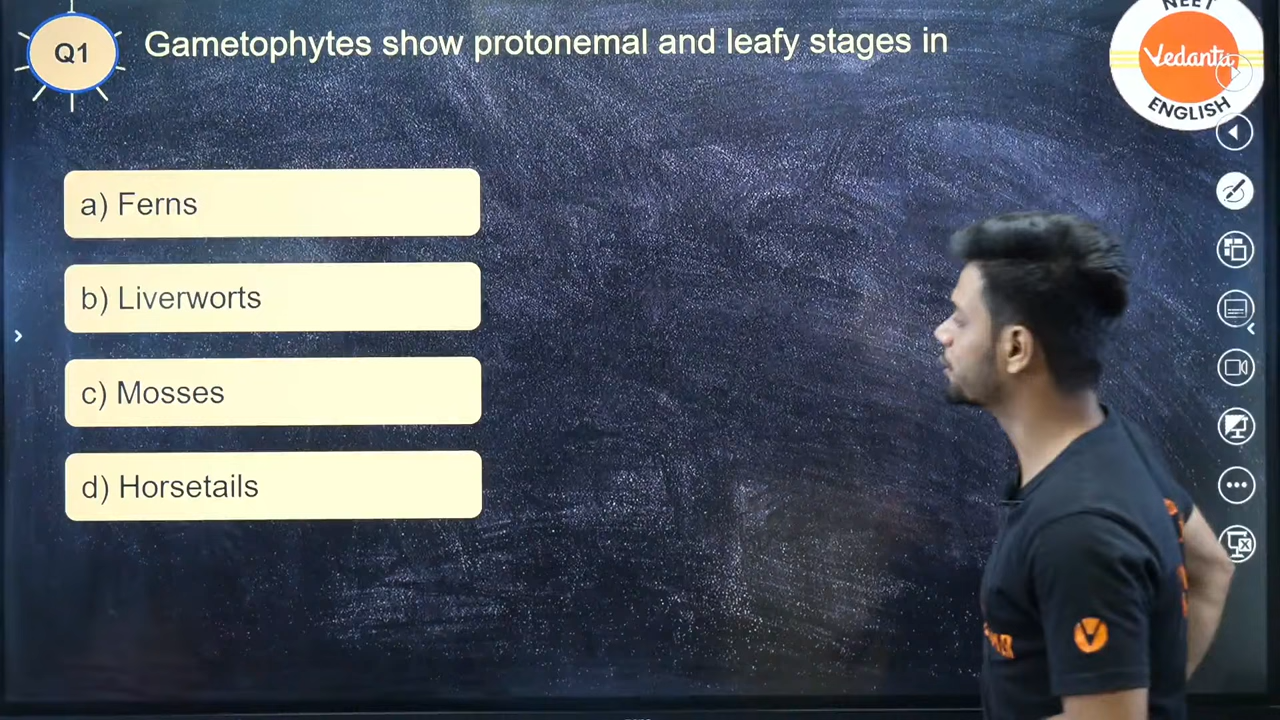 Q1
Gametophytes show protonemal and leafy stages in
NEET
Vedantu
ENGLISH
a) Ferns
b) Liverworts
c) Mosses
d) Horsetails